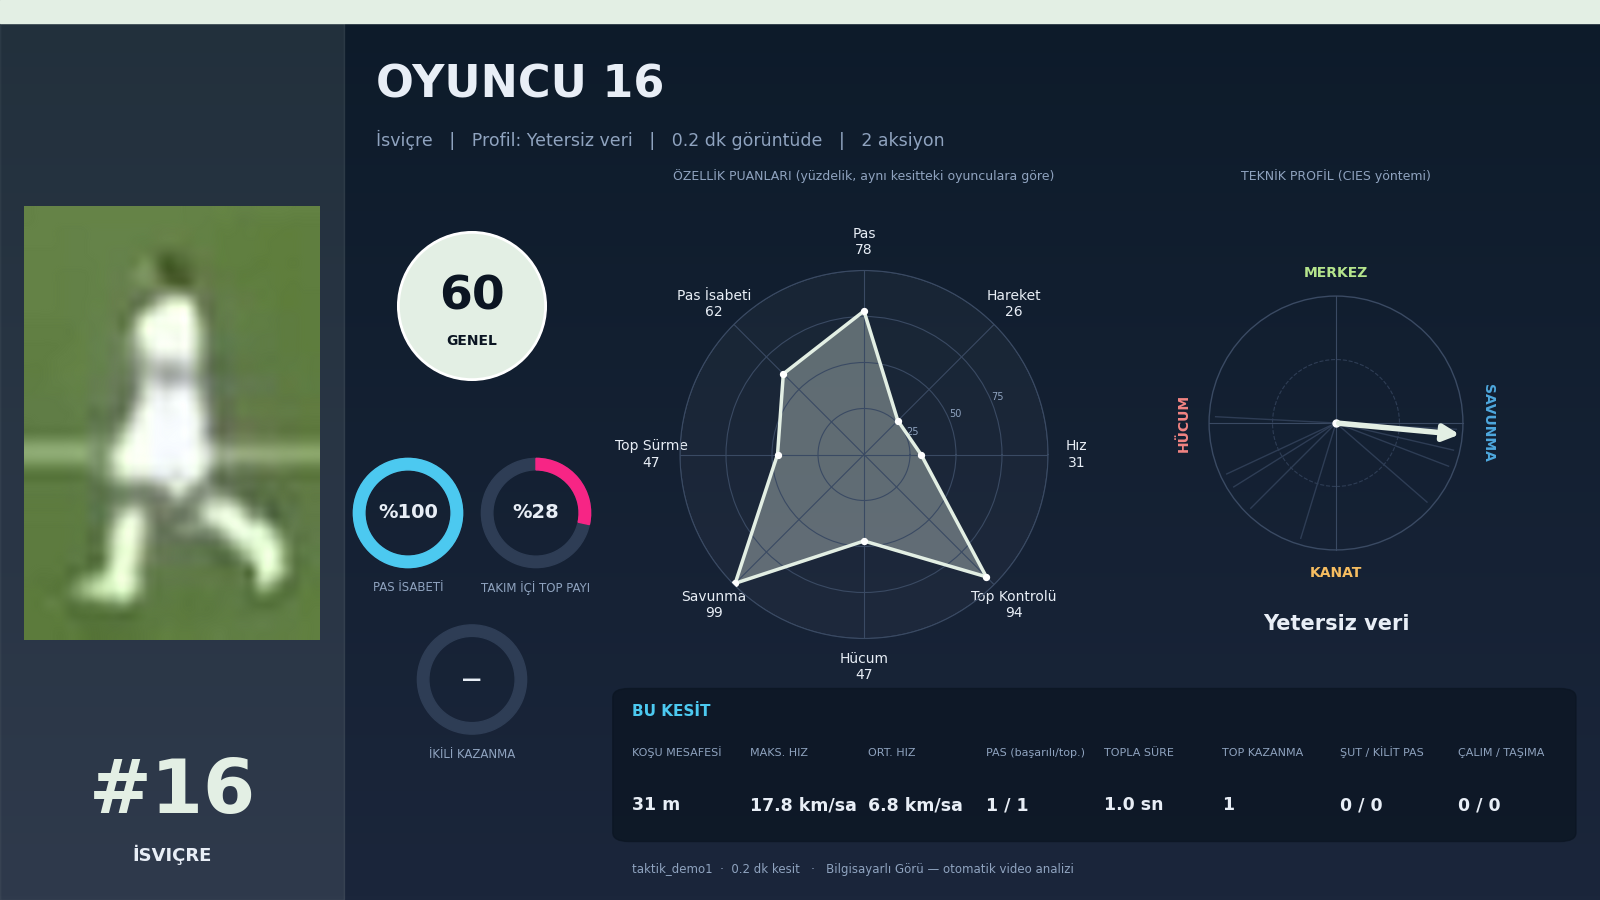 OYUNCU 16
İsviçre | Profil: Yetersiz veri | 0.2 dk görüntüde | 2 aksiyon
ÖZELLİK PUANLARI (yüzdelik, aynı kesitteki oyunculara göre)
TEKNİK PROFİL (CIES yöntemi)
60
GENEL
%100
PAS İSABETİ
%28
TAKIM İÇİ TOP PAYI
—
İKİLİ KAZANMA
Pas
78
Pas İsabeti
62
Hareket
26
Top Sürme
47
Hız
31
75
50
25
Savunma
99
Top Kontrolü
94
Hücum
47
MERKEZ
HÜCUM
SAVUNMA
KANAT
Yetersiz veri
#16
İSVİÇRE
BU KESİT
KOŞU MESAFESİ MAKS. HIZ ORT. HIZ PAS (başarılı/top.) TOPLA SÜRE TOP KAZANMA ŞUT / KİLİT PAS ÇALIM / TAŞIMA
31 m 17.8 km/sa 6.8 km/sa 1 / 1 1.0 sn 1 0 / 0 0 / 0
taktik_demo1 · 0.2 dk kesit · Bilgisayarlı Görü — otomatik video analizi